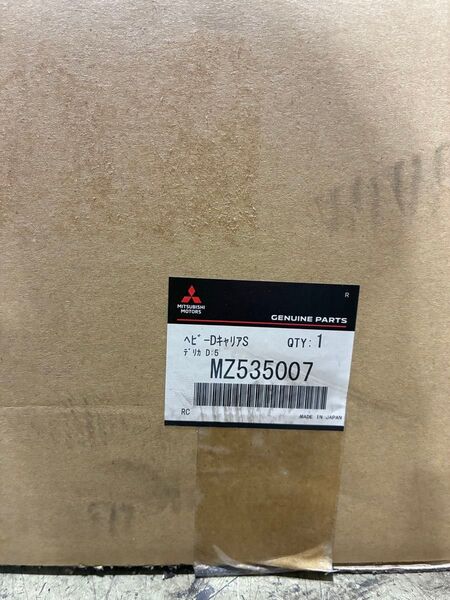 R
MITSUBISHI
MOTORS
GENUINE PARTS
ヘビーDキャリアS QTY: 1
デリカ D:5
MZ535007
RC
MADE IN JAPAN